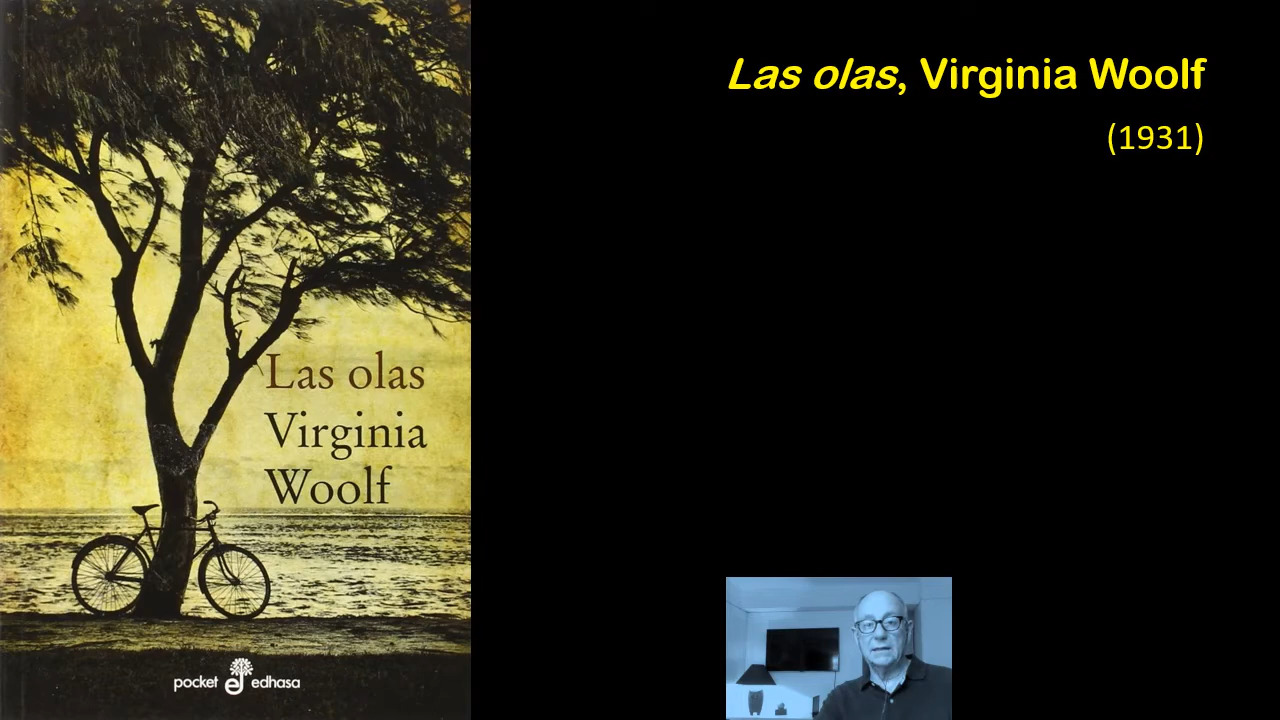 Las olas
Virginia
Woolf
pocket edhasa
Las olas, Virginia Woolf
(1931)